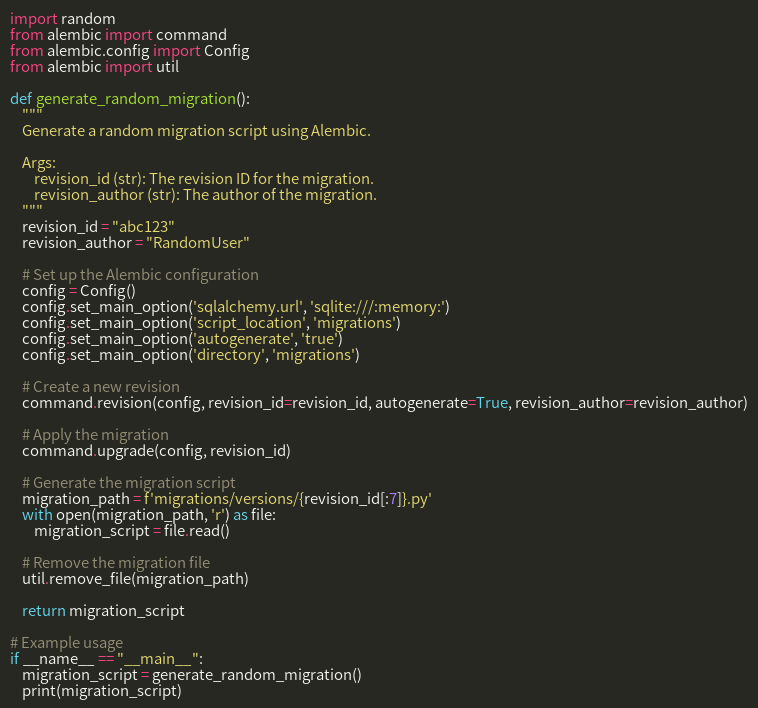 import random
from alembic import command
from alembic.config import Config
from alembic import util

def generate_random_migration():
    """
    Generate a random migration script using Alembic.

    Args:
        revision_id (str): The revision ID for the migration.
        revision_author (str): The author of the migration.
    """
    revision_id = "abc123"
    revision_author = "RandomUser"

    # Set up the Alembic configuration
    config = Config()
    config.set_main_option('sqlalchemy.url', 'sqlite:///:memory:')
    config.set_main_option('script_location', 'migrations')
    config.set_main_option('autogenerate', 'true')
    config.set_main_option('directory', 'migrations')

    # Create a new revision
    command.revision(config, revision_id=revision_id, autogenerate=True, revision_author=revision_author)

    # Apply the migration
    command.upgrade(config, revision_id)

    # Generate the migration script
    migration_path = f'migrations/versions/{revision_id[:7]}.py'
    with open(migration_path, 'r') as file:
        migration_script = file.read()

    # Remove the migration file
    util.remove_file(migration_path)

    return migration_script

# Example usage
if __name__ == "__main__":
    migration_script = generate_random_migration()
    print(migration_script)